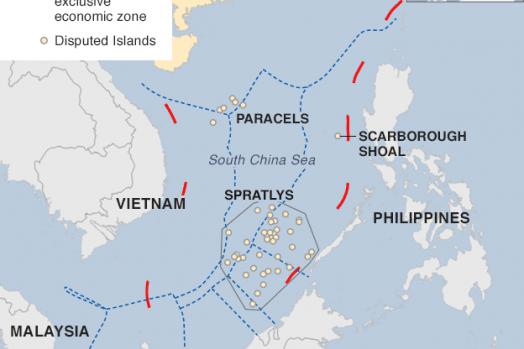 exclusive
economic zone
Disputed Islands
PARACELS
SCARBOROUGH
SHOAL
South China Sea
SPRATLYS
VIETNAM
PHILIPPINES
MALAYSIA